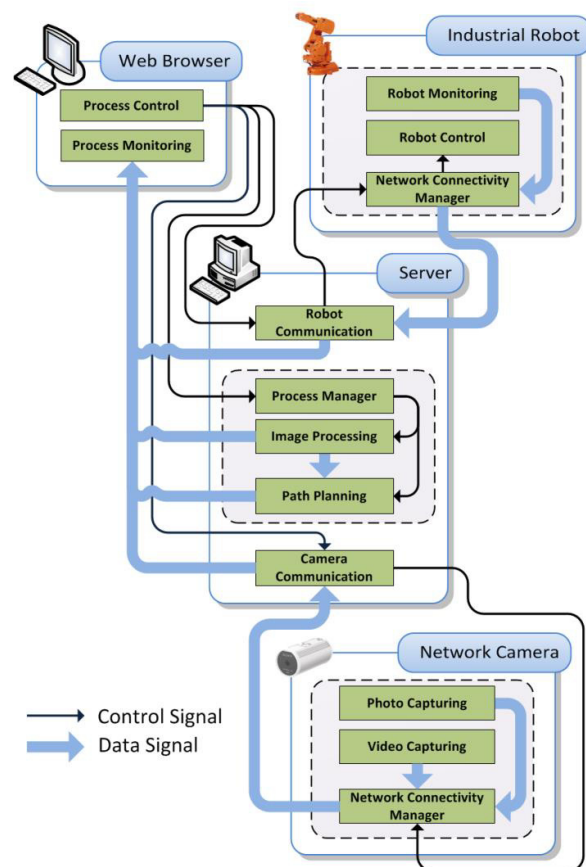 Web Browser
Process Control
Process Monitoring
Industrial Robot
Robot Monitoring
Robot Control
Network Connectivity
Manager
Server
Robot
Communication
Process Manager
Image Processing
Path Planning
Camera
Communication
Network Camera
Photo Capturing
Video Capturing
Network Connectivity
Manager
Control Signal
Data Signal